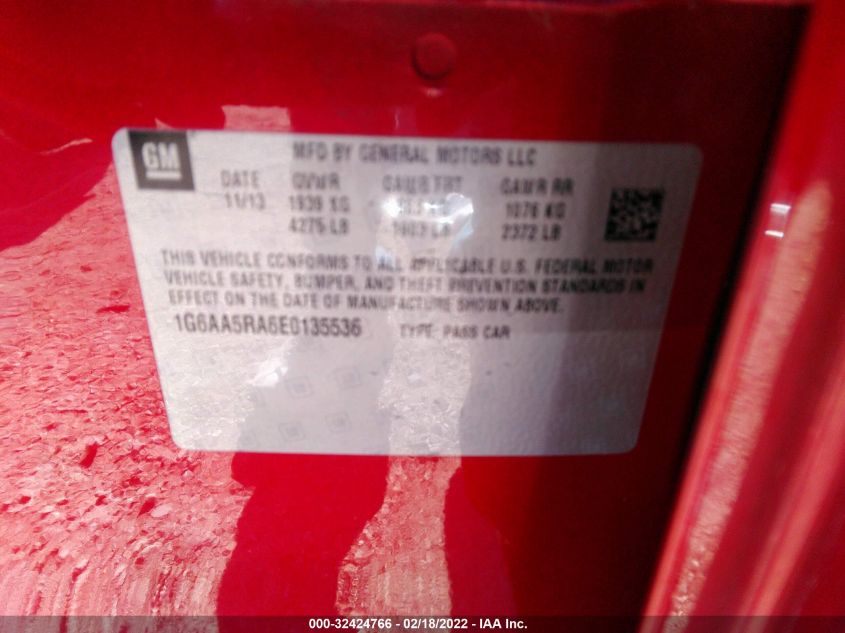 GM
MFD BY GENERAL MOTORS LLC
DATE GVWR GAWR FRT GAWR RR
11/13 1939 KG KG 1076 KG
4275 LB LB 2372 LB
THIS VEHICLE CONFORMS TO ALL APPLICABLE U.S. FEDERAL MOTOR
VEHICLE SAFETY, BUMPER, AND THEFT PREVENTION STANDARDS IN
EFFECT ON THE DATE OF MANUFACTURE SHOWN ABOVE.
1G6AA5RA6E0135536 TYPE: PASS CAR
000-32424766 - 02/18/2022 - IAA Inc.